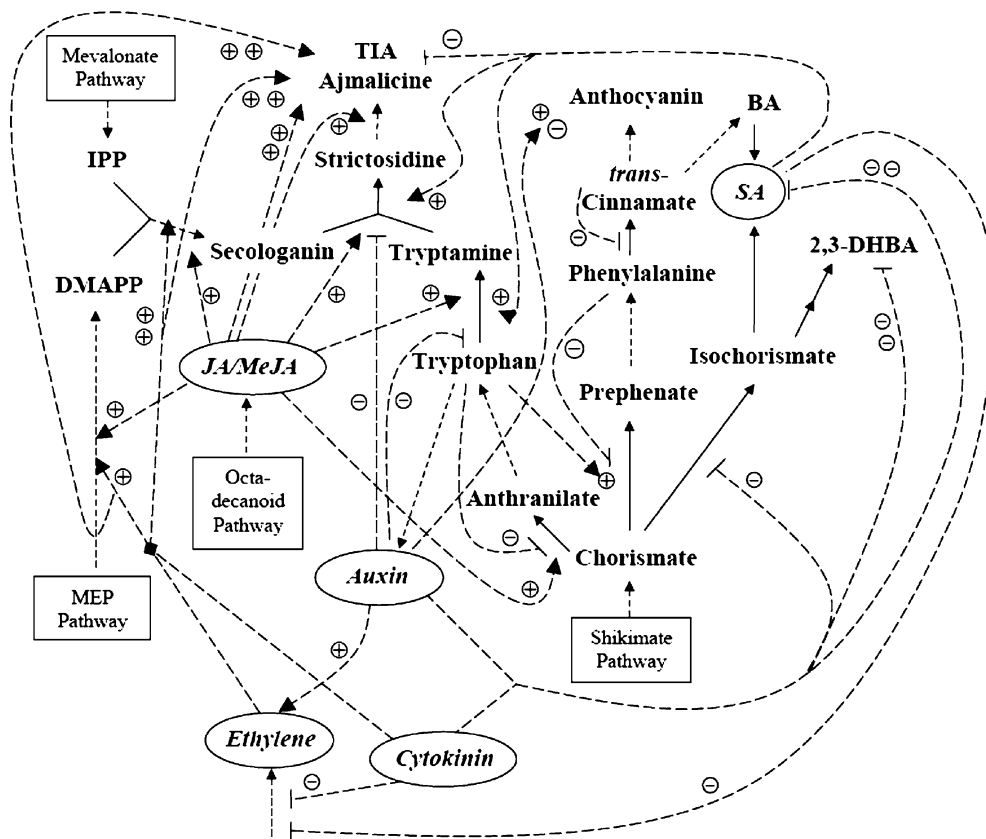 TIA
Ajmalicine
Mevalonate
Pathway
Anthocyanin
BA
IPP
Strictosidine
trans-
Cinnamate
SA
Secologanin
Tryptamine
2,3-DHBA
DMAPP
Phenylalanine
JA/MeJA
Tryptophan
Isochorismate
Prephenate
Octa-
decanoid
Pathway
Anthranilate
Chorismate
Auxin
MEP
Pathway
Shikimate
Pathway
Ethylene
Cytokinin